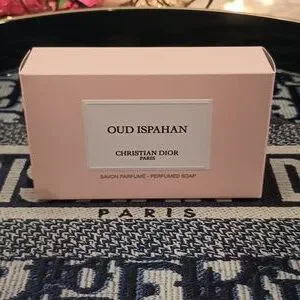 OUD ISPAHAN
CHRISTIAN DIOR
PARIS
SAVON PARFUMÉ - PERFUMED SOAP
PARIS